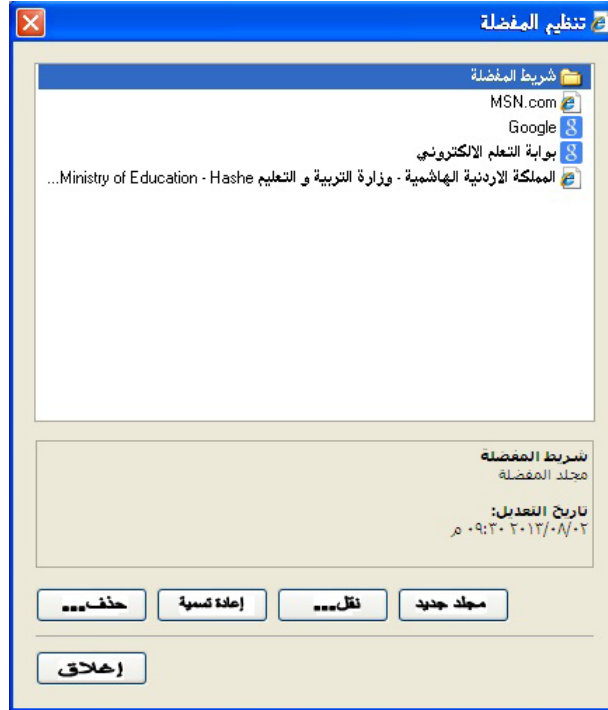 تنظيم المفضلة
شريط المفضلة
MSN.com
Google
بوابة التعلم الالكتروني
المملكة الاردنية الهاشمية - وزارة التربية و التعليم Ministry of Education - Hashe...
شريط المفضلة
مجلد المفضلة
تاريخ التعديل:
٢٠١٣/٠٨/٠٢ ٠٩:٣٠ م
مجلد جديد
نقل...
إعادة تسمية
حذف...
إغلاق